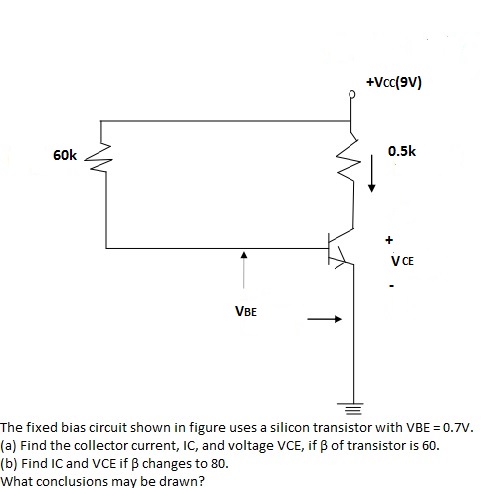 +Vcc(9V)
60k
0.5k
+
VCE
-
VBE
The fixed bias circuit shown in figure uses a silicon transistor with VBE = 0.7V.
(a) Find the collector current, IC, and voltage VCE, if β of transistor is 60.
(b) Find IC and VCE if β changes to 80.
What conclusions may be drawn?